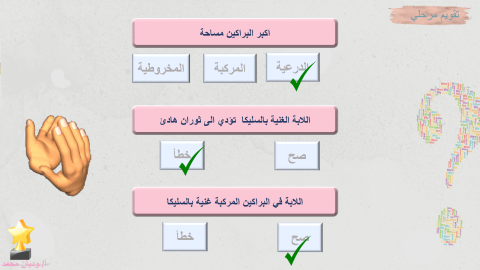 تقويم مرحلي
اكبر البراكين مساحة
الدرعية
المركبة
المخروطية
اللابة الغنية بالسليكا تؤدي الى ثوران هادئ
صح
خطأ
اللابة في البراكين المركبة غنية بالسليكا
صح
خطأ